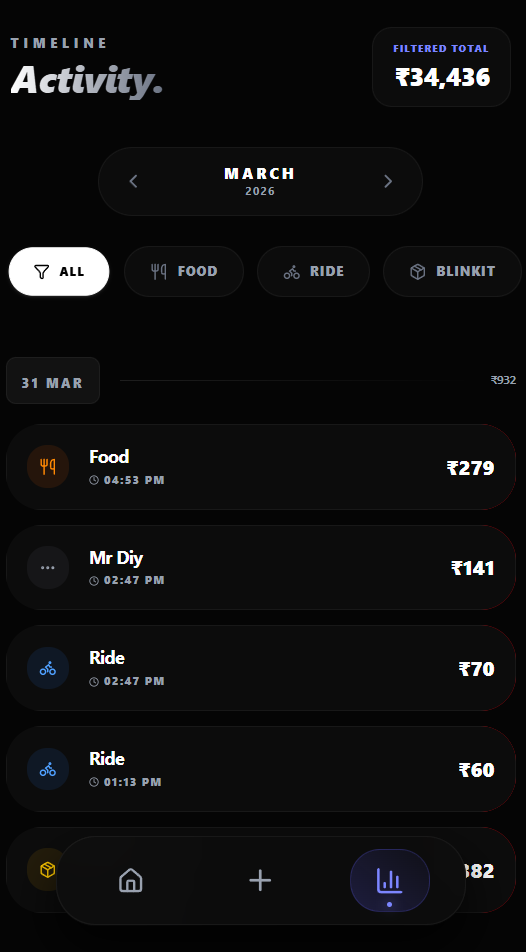 TIMELINE
Activity.
FILTERED TOTAL
₹34,436
MARCH
2026
ALL
FOOD
RIDE
BLINKIT
31 MAR
₹932
Food
04:53 PM
₹279
Mr Diy
02:47 PM
₹141
Ride
02:47 PM
₹70
Ride
01:13 PM
₹60